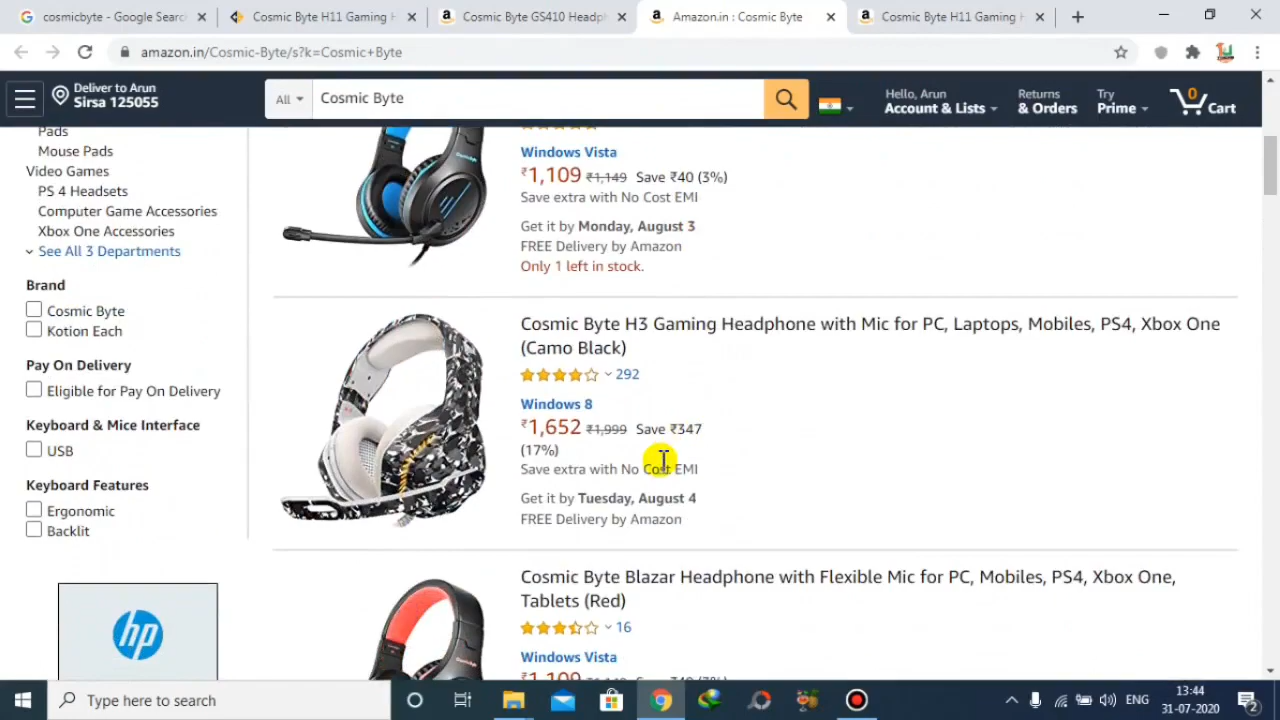 cosmicbyte - Google Searc
Cosmic Byte H11 Gaming H
Cosmic Byte GS410 Headph
Amazon.in : Cosmic Byte
Cosmic Byte H11 Gaming H
amazon.in/Cosmic-Byte/s?k=Cosmic+Byte
Deliver to Arun
Sirsa 125055
All
Cosmic Byte
Hello, Arun
Account & Lists
Returns
& Orders
Try
Prime
0
Cart
Pads
Mouse Pads
Video Games
PS 4 Headsets
Computer Game Accessories
Xbox One Accessories
See All 3 Departments
Brand
Cosmic Byte
Kotion Each
Pay On Delivery
Eligible for Pay On Delivery
Keyboard & Mice Interface
USB
Keyboard Features
Ergonomic
Backlit
hp
Windows Vista
₹1,109 ₹1,149 Save ₹40 (3%)
Save extra with No Cost EMI
Get it by Monday, August 3
FREE Delivery by Amazon
Only 1 left in stock.
Cosmic Byte H3 Gaming Headphone with Mic for PC, Laptops, Mobiles, PS4, Xbox One
(Camo Black)
292
Windows 8
₹1,652 ₹1,999 Save ₹347
(17%)
Save extra with No Cost EMI
Get it by Tuesday, August 4
FREE Delivery by Amazon
Cosmic Byte Blazar Headphone with Flexible Mic for PC, Mobiles, PS4, Xbox One,
Tablets (Red)
16
Windows Vista
Type here to search
ENG
13:44
31-07-2020
2